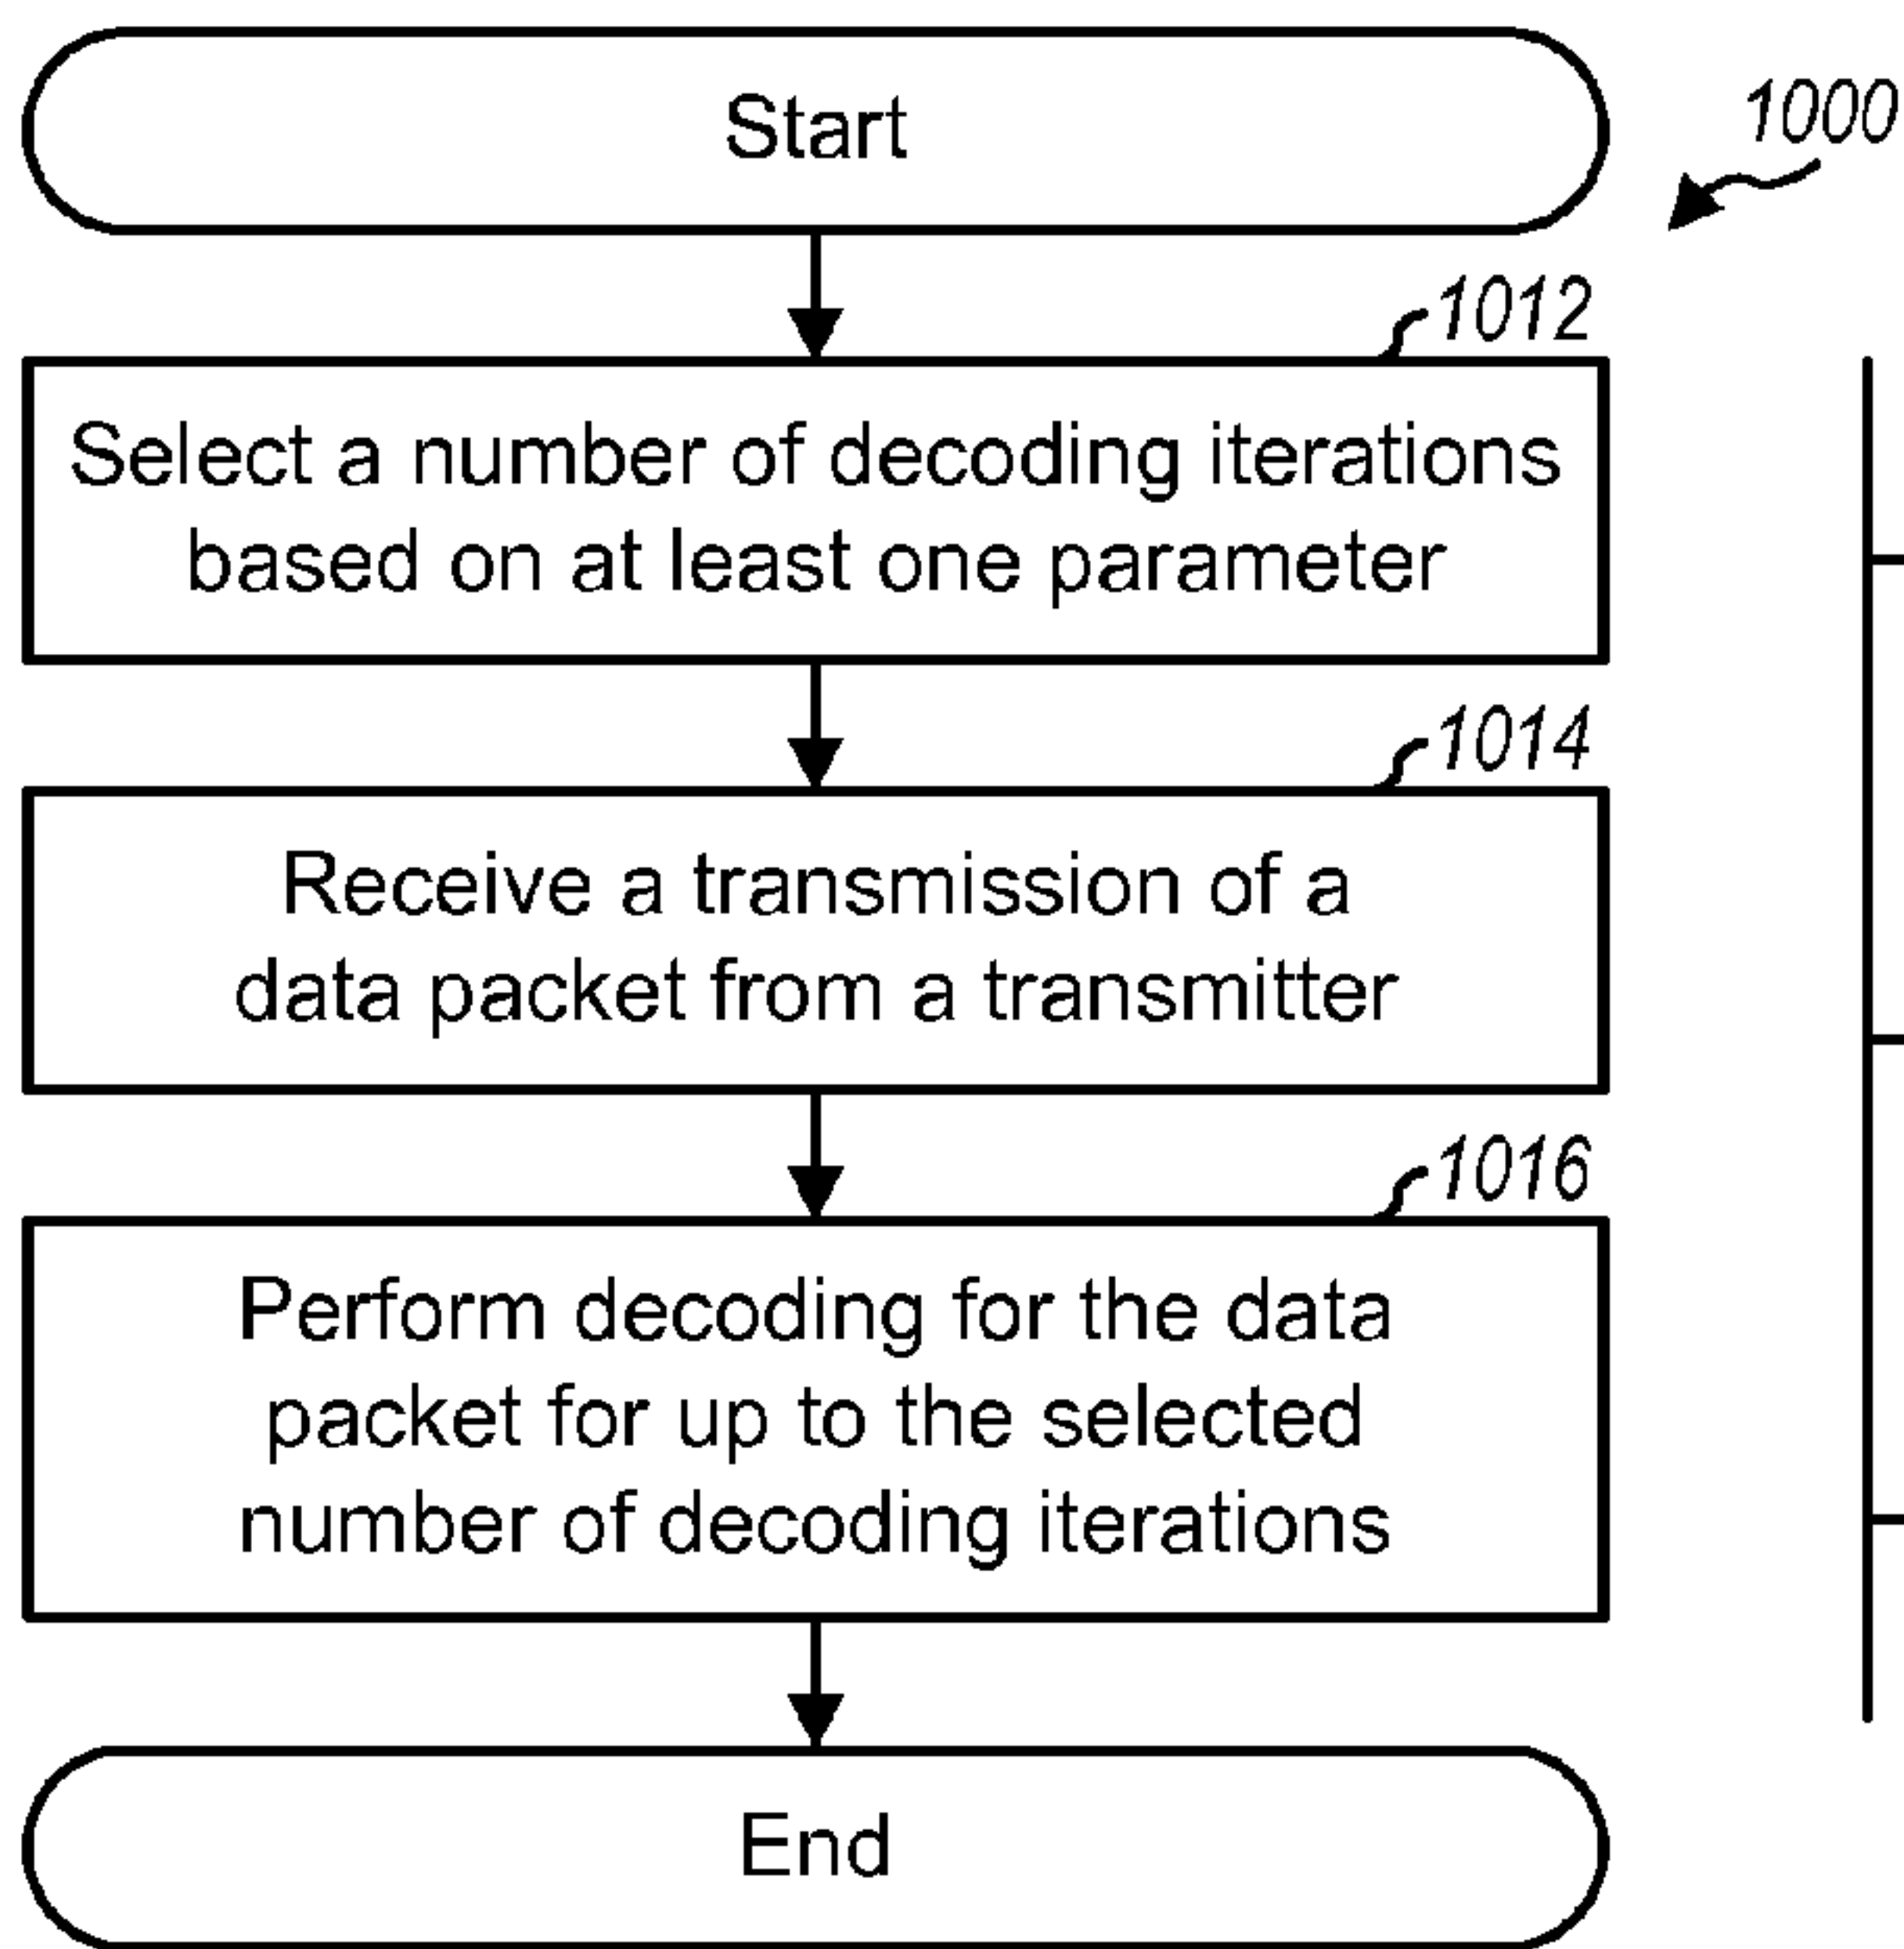 Start
1000
1012
Select a number of decoding iterations
based on at least one parameter
1014
Receive a transmission of a
data packet from a transmitter
1016
Perform decoding for the data
packet for up to the selected
number of decoding iterations
End